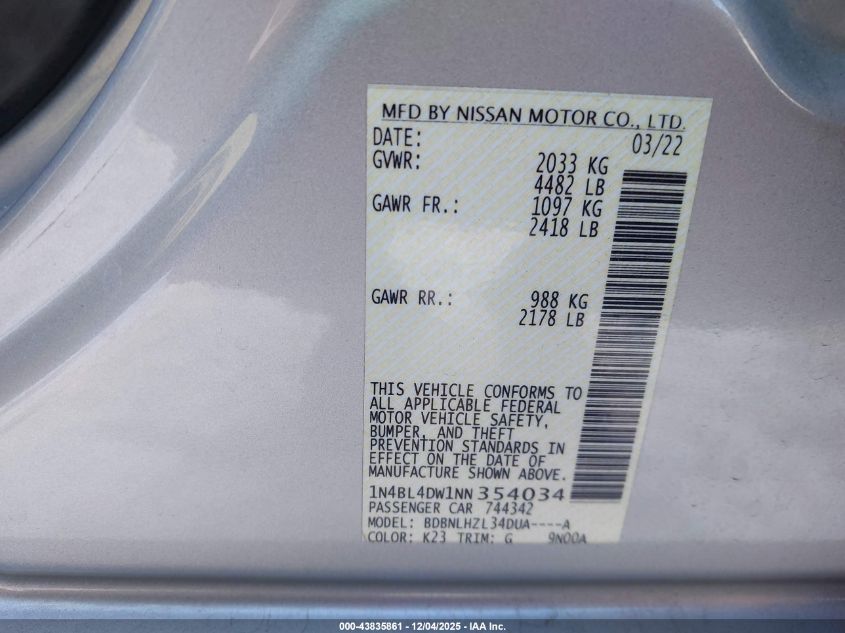 MFD BY NISSAN MOTOR CO., LTD.
DATE: 03/22
GVWR: 2033 KG
4482 LB
GAWR FR.: 1097 KG
2418 LB
GAWR RR.: 988 KG
2178 LB
THIS VEHICLE CONFORMS TO
ALL APPLICABLE FEDERAL
MOTOR VEHICLE SAFETY,
BUMPER, AND THEFT
PREVENTION STANDARDS IN
EFFECT ON THE DATE OF
MANUFACTURE SHOWN ABOVE.
1N4BL4DW1NN354034
PASSENGER CAR 744342
MODEL: BDBNLHZL34DUA----A
COLOR: K23 TRIM: G 9N00A
000-43835861 - 12/04/2025 - IAA Inc.